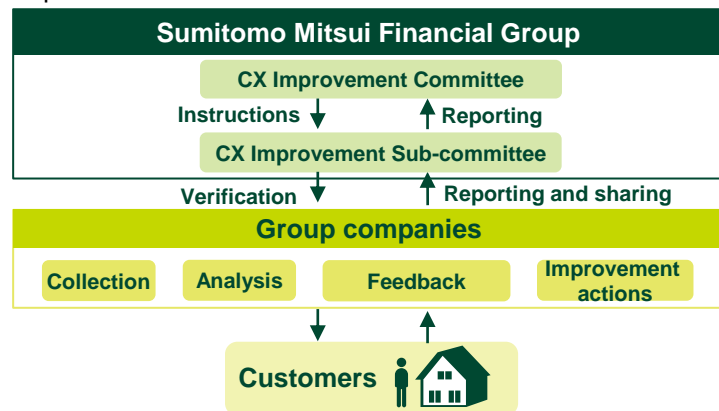 Sumitomo Mitsui Financial Group
CX Improvement Committee
Instructions
Reporting
CX Improvement Sub-committee
Verification
Reporting and sharing
Group companies
Collection
Analysis
Feedback
Improvement
actions
Customers